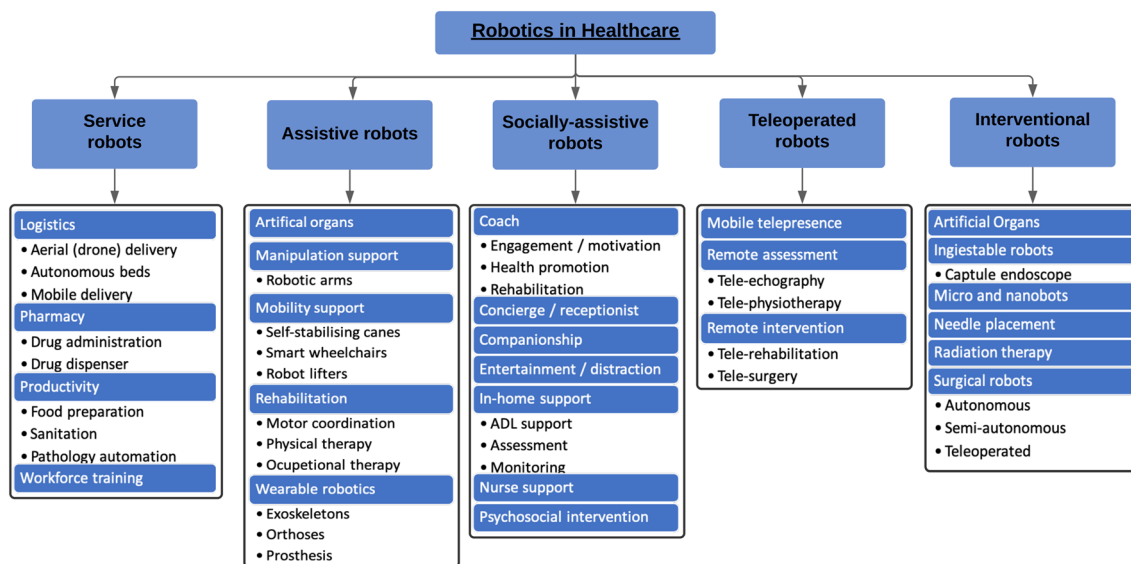 Robotics in Healthcare
Service
robots
Assistive robots
Socially-assistive
robots
Teleoperated
robots
Interventional
robots
Logistics
• Aerial (drone) delivery
• Autonomous beds
• Mobile delivery
Pharmacy
• Drug administration
• Drug dispenser
Productivity
• Food preparation
• Sanitation
• Pathology automation
Workforce training
Artifical organs
Manipulation support
• Robotic arms
Mobility support
• Self-stabilising canes
• Smart wheelchairs
• Robot lifters
Rehabilitation
• Motor coordination
• Physical therapy
• Ocupetional therapy
Wearable robotics
• Exoskeletons
• Orthoses
• Prosthesis
Coach
• Engagement / motivation
• Health promotion
• Rehabilitation
Concierge / receptionist
Companionship
Entertainment / distraction
In-home support
• ADL support
• Assessment
• Monitoring
Nurse support
Psychosocial intervention
Mobile telepresence
Remote assessment
• Tele-echography
• Tele-physiotherapy
Remote intervention
• Tele-rehabilitation
• Tele-surgery
Artificial Organs
Ingiestable robots
• Captule endoscope
Micro and nanobots
Needle placement
Radiation therapy
Surgical robots
• Autonomous
• Semi-autonomous
• Teleoperated